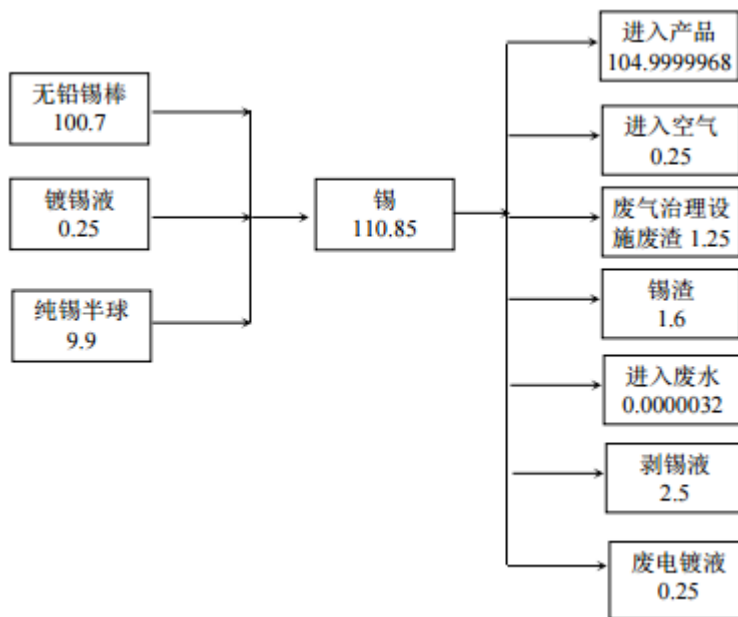 无铅锡棒
100.7
镀锡液
0.25
纯锡半球
9.9
锡
110.85
进入产品
104.9999968
进入空气
0.25
废气治理设
施废渣 1.25
锡渣
1.6
进入废水
0.0000032
剥锡液
2.5
废电镀液
0.25